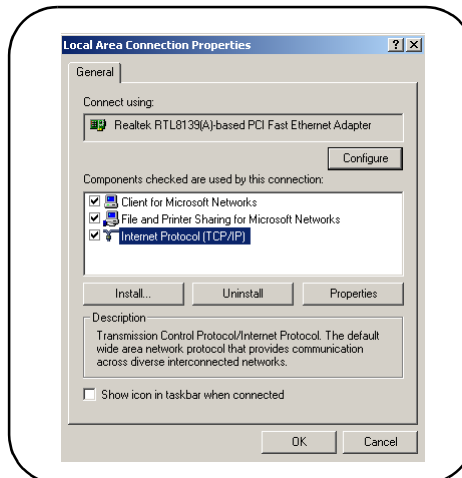 Local Area Connection Properties
General
Connect using:
Realtek RTL8139(A)-based PCI Fast Ethernet Adapter
Configure
Components checked are used by this connection:
Client for Microsoft Networks
File and Printer Sharing for Microsoft Networks
Internet Protocol (TCP/IP)
Install...
Uninstall
Properties
Description
Transmission Control Protocol/Internet Protocol. The default
wide area network protocol that provides communication
across diverse interconnected networks.
Show icon in taskbar when connected
OK
Cancel